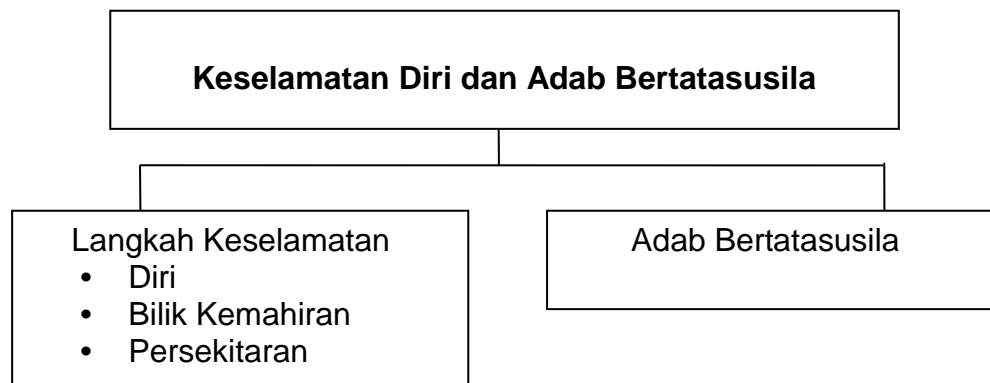 Keselamatan Diri dan Adab Bertatasusila
Langkah Keselamatan
• Diri
• Bilik Kemahiran
• Persekitaran
Adab Bertatasusila